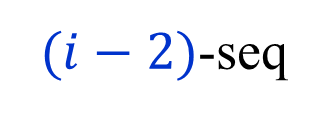 (i − 2)-seq